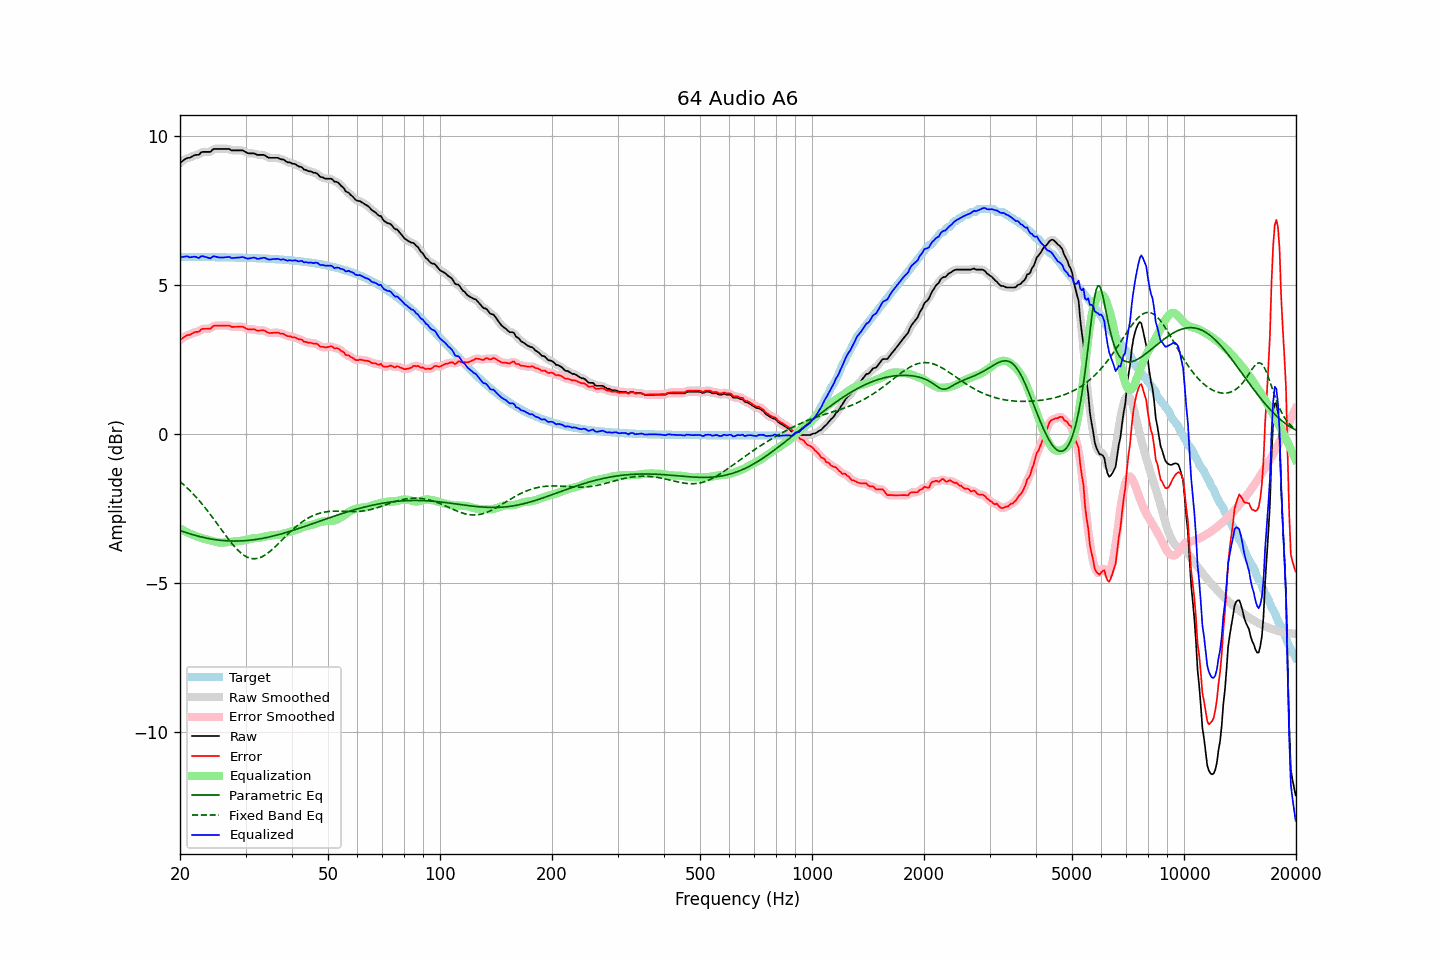 64 Audio A6
Amplitude (dBr)
10
5
0
−5
−10
Target
Raw Smoothed
Error Smoothed
Raw
Error
Equalization
Parametric Eq
Fixed Band Eq
Equalized
20 50 100 200 500 1000 2000 5000 10000 20000
Frequency (Hz)